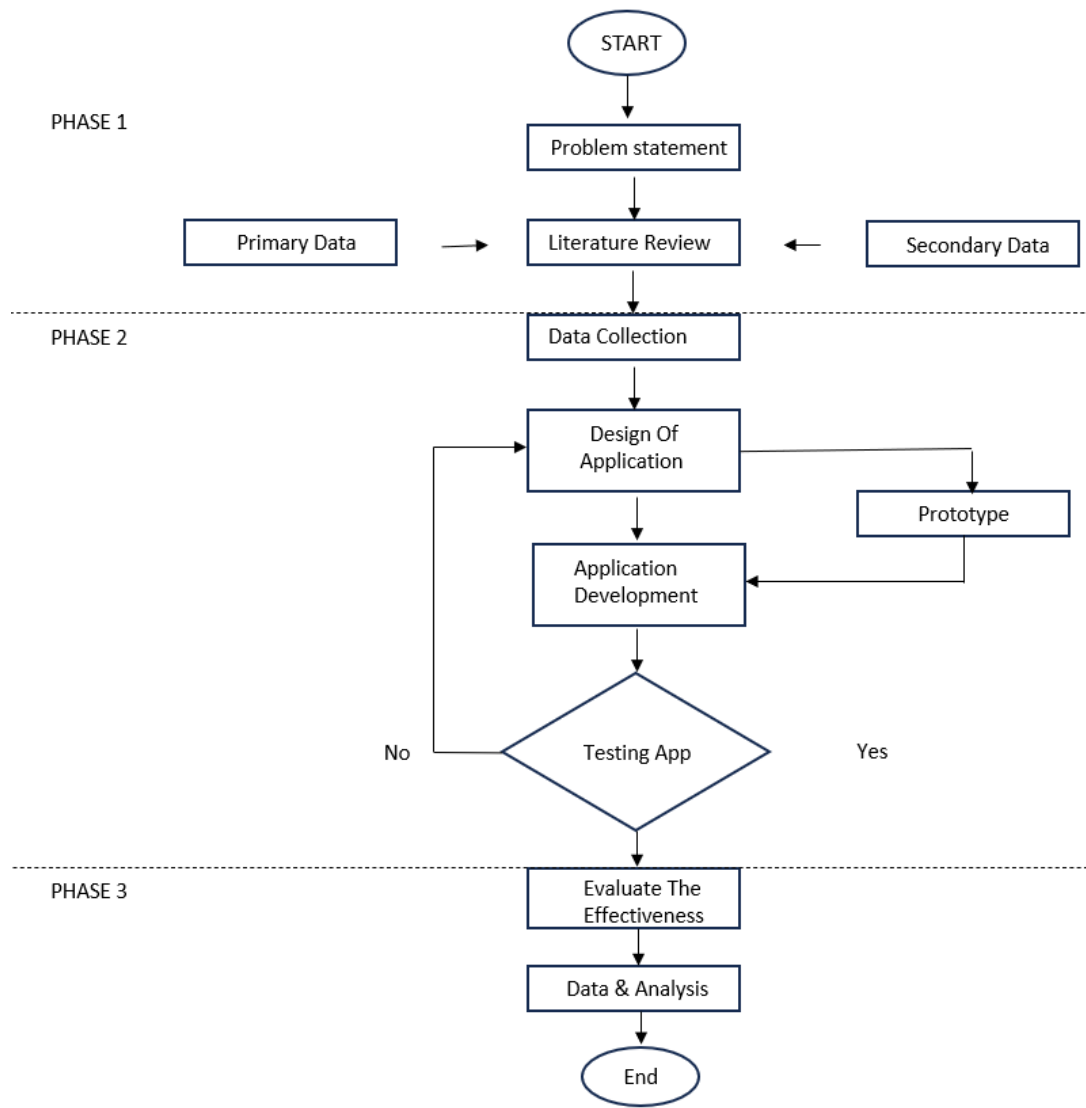 START
PHASE 1
Problem statement
Primary Data
Literature Review
Secondary Data
PHASE 2
Data Collection
Design Of
Application
Prototype
Application
Development
No
Testing App
Yes
PHASE 3
Evaluate The
Effectiveness
Data & Analysis
End